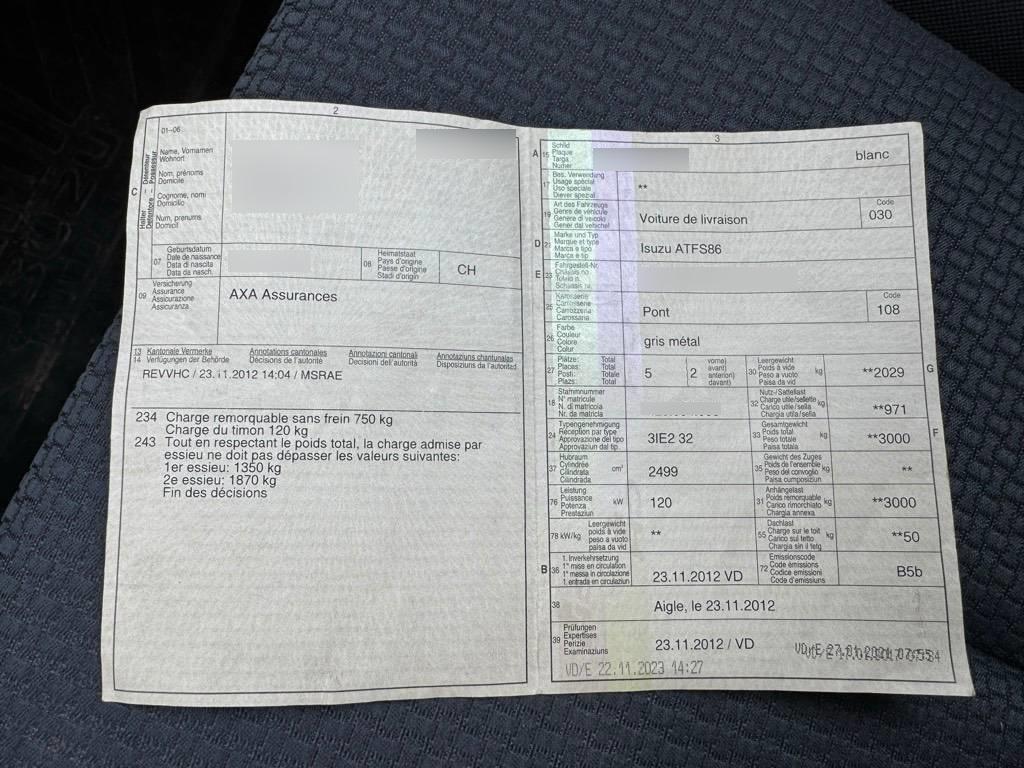 2
01-06
C
Halter Détenteur
Detentore - Possessur
Name, Vornamen
Wohnort
Nom, prénoms
Domicile
Cognome, nomi
Domicilio
Num, prenums
Domicil
07
Geburtsdatum
Date de naissance
Data di nascita
Data da nasch.
08
Heimatstaat
Pays d'origine
Paese d'origine
Stadi d'origin
CH
09
Versicherung
Assurance
Assicurazione
Assicuranza
AXA Assurances
13 Kantonale Vermerke
14 Verfügungen der Behörde
Annotations cantonales
Décisions de l'autorité
Annotazioni cantonali
Decisioni dell'autorità
Annotaziuns chantunalas
Disposiziuns da l'autoritad
REVVHC / 23.11.2012 14:04 / MSRAE
234 Charge remorquable sans frein 750 kg
Charge du timon 120 kg
243 Tout en respectant le poids total, la charge admise par
essieu ne doit pas dépasser les valeurs suivantes:
1er essieu: 1350 kg
2e essieu: 1870 kg
Fin des décisions
3
A
15
Schild
Plaque
Targa
Numer
blanc
17
Bes. Verwendung
Usage spécial
Uso speciale
Diever spezial
**
19
Art des Fahrzeugs
Genre de véhicule
Genere di veicolo
Gener dal vehichel
Voiture de livraison
Code
030
D
21
Marke und Typ
Marque et type
Marca e tipo
Marca e tip
Isuzu ATFS86
E
23
Fahrgestell-Nr.
Châssis no
Telaio n.
Schassis nr.
25
Karosserie
Carrosserie
Carrozzeria
Carossaria
Pont
Code
108
26
Farbe
Couleur
Colore
Colur
gris métal
27
Plätze: Total
Places: Total
Posti: Totale
Plazs: Total
5
2
vorne)
avant)
anteriori)
davant)
30
Leergewicht
Poids à vide
Peso a vuoto
Paisa da vid
kg
**2029
G
18
Stammnummer
N° matricule
N. di matricola
Nr. da matricla
32
Nutz-/Sattellast
Charge utile/sellette
Carico utile/sella
Chargia utila/sella
kg
**971
24
Typengenehmigung
Réception par type
Approvazione del tipo
Approvaziun dal tip
3IE2 32
33
Gesamtgewicht
Poids total
Peso totale
Paisa totala
kg
**3000
F
37
Hubraum
Cylindrée
Cilindrata
Cilindrada
cm³
2499
35
Gewicht des Zuges
Poids de l'ensemble
Peso del convoglio
Paisa cumposiziun
kg
**
76
Leistung
Puissance
Potenza
Prestaziun
kW
120
31
Anhängelast
Poids remorquable
Carico rimorchiato
Chargia annexa
kg
**3000
78 kW/kg
Leergewicht
poids à vide
peso a vuoto
paisa da vid
**
55
Dachlast
Charge sur le toit
Carico sul tetto
Chargia sin il tetg
kg
**50
B
36
1. Inverkehrsetzung
1re mise en circulation
1a messa in circolazione
1. entrada en circulaziun
23.11.2012 VD
72
Emissionscode
Code émissions
Codice emissioni
Code d'emissiuns
B5b
38
Aigle, le 23.11.2012
39
Prüfungen
Expertises
Perizie
Examinaziuns
23.11.2012 / VD
VD/E 22.11.2023 14:27